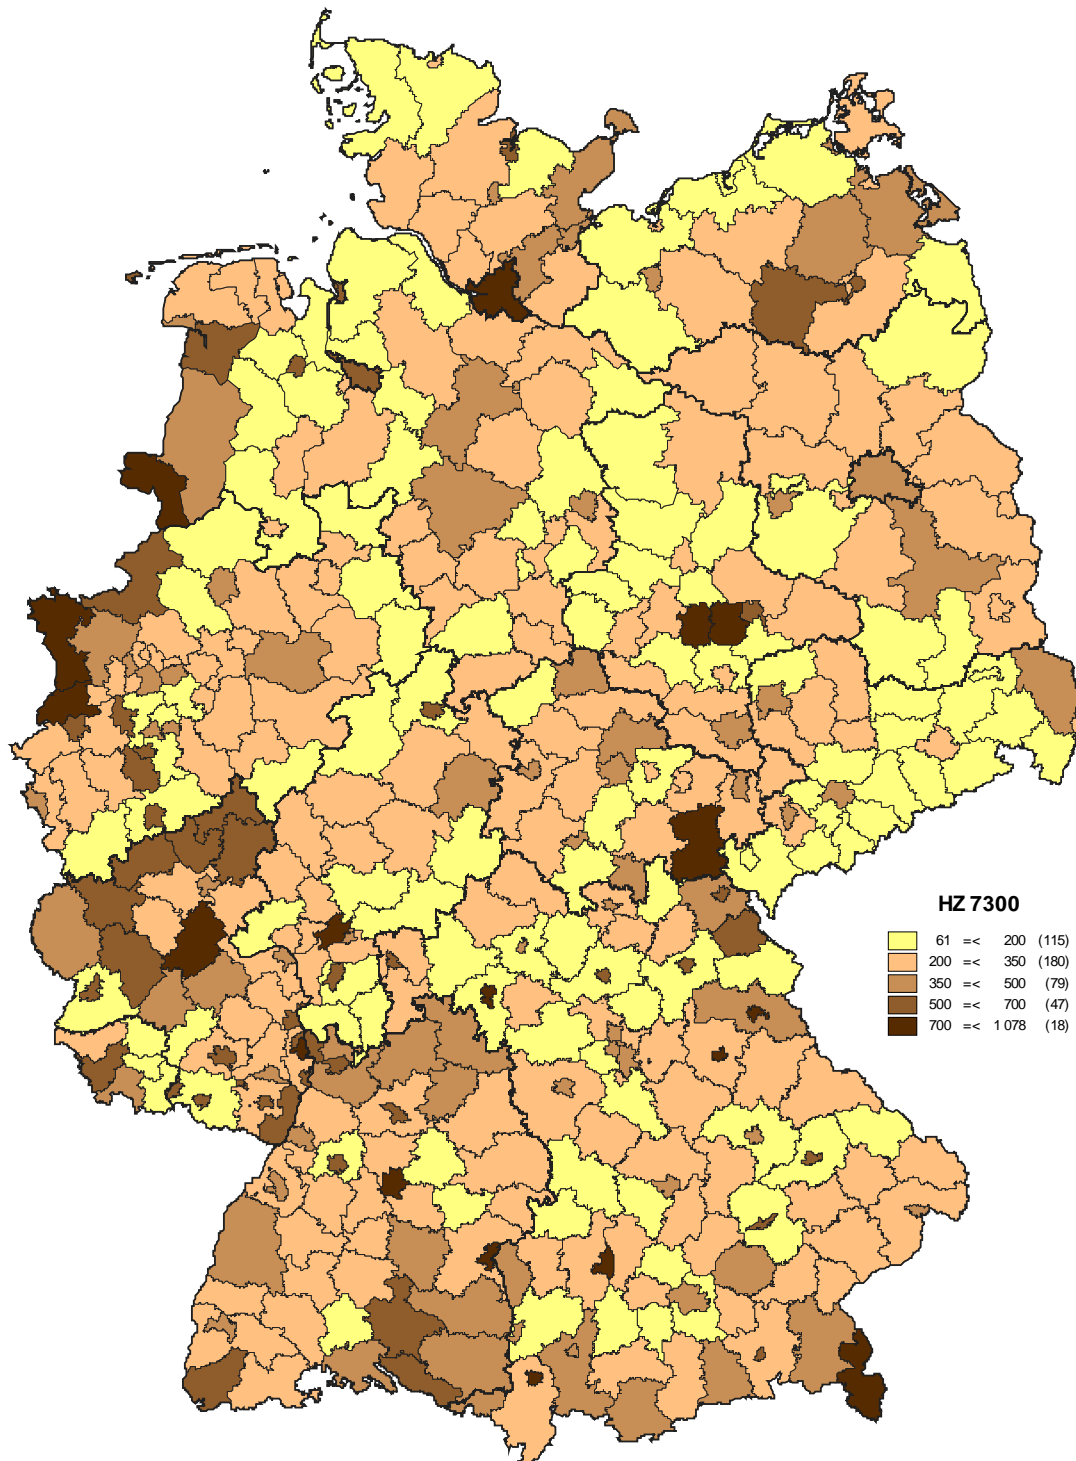 HZ 7300
61 =< 200 (115)
200 =< 350 (180)
350 =< 500 (79)
500 =< 700 (47)
700 =< 1 078 (18)